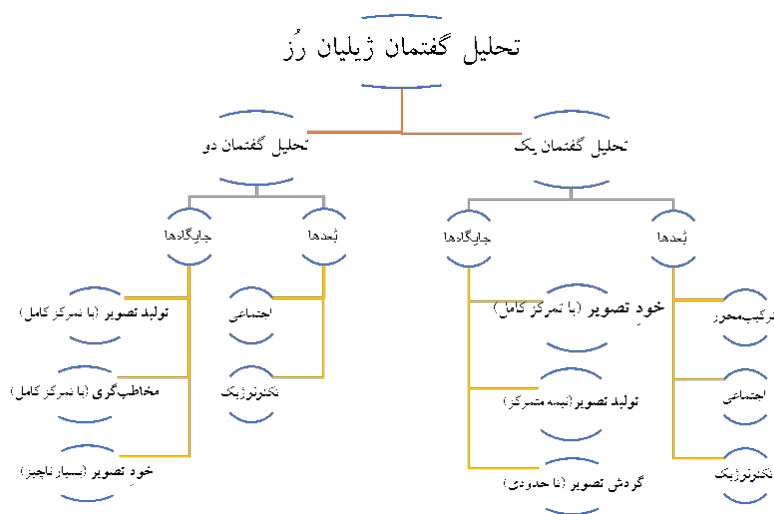 تحلیل گفتمان ژیلیان رُز
تحلیل گفتمان یک
بُعدها
ترکیب‌محور
اجتماعی
تکنولوژیک
جایگاه‌ها
خودِ تصویر (با تمرکز کامل)
تولید تصویر (نیمه متمرکز)
گردش تصویر (تا حدودی)
تحلیل گفتمان دو
بُعدها
اجتماعی
تکنولوژیک
جایگاه‌ها
تولید تصویر (با تمرکز کامل)
مخاطب‌گری (با تمرکز کامل)
خودِ تصویر (بسیار ناچیز)